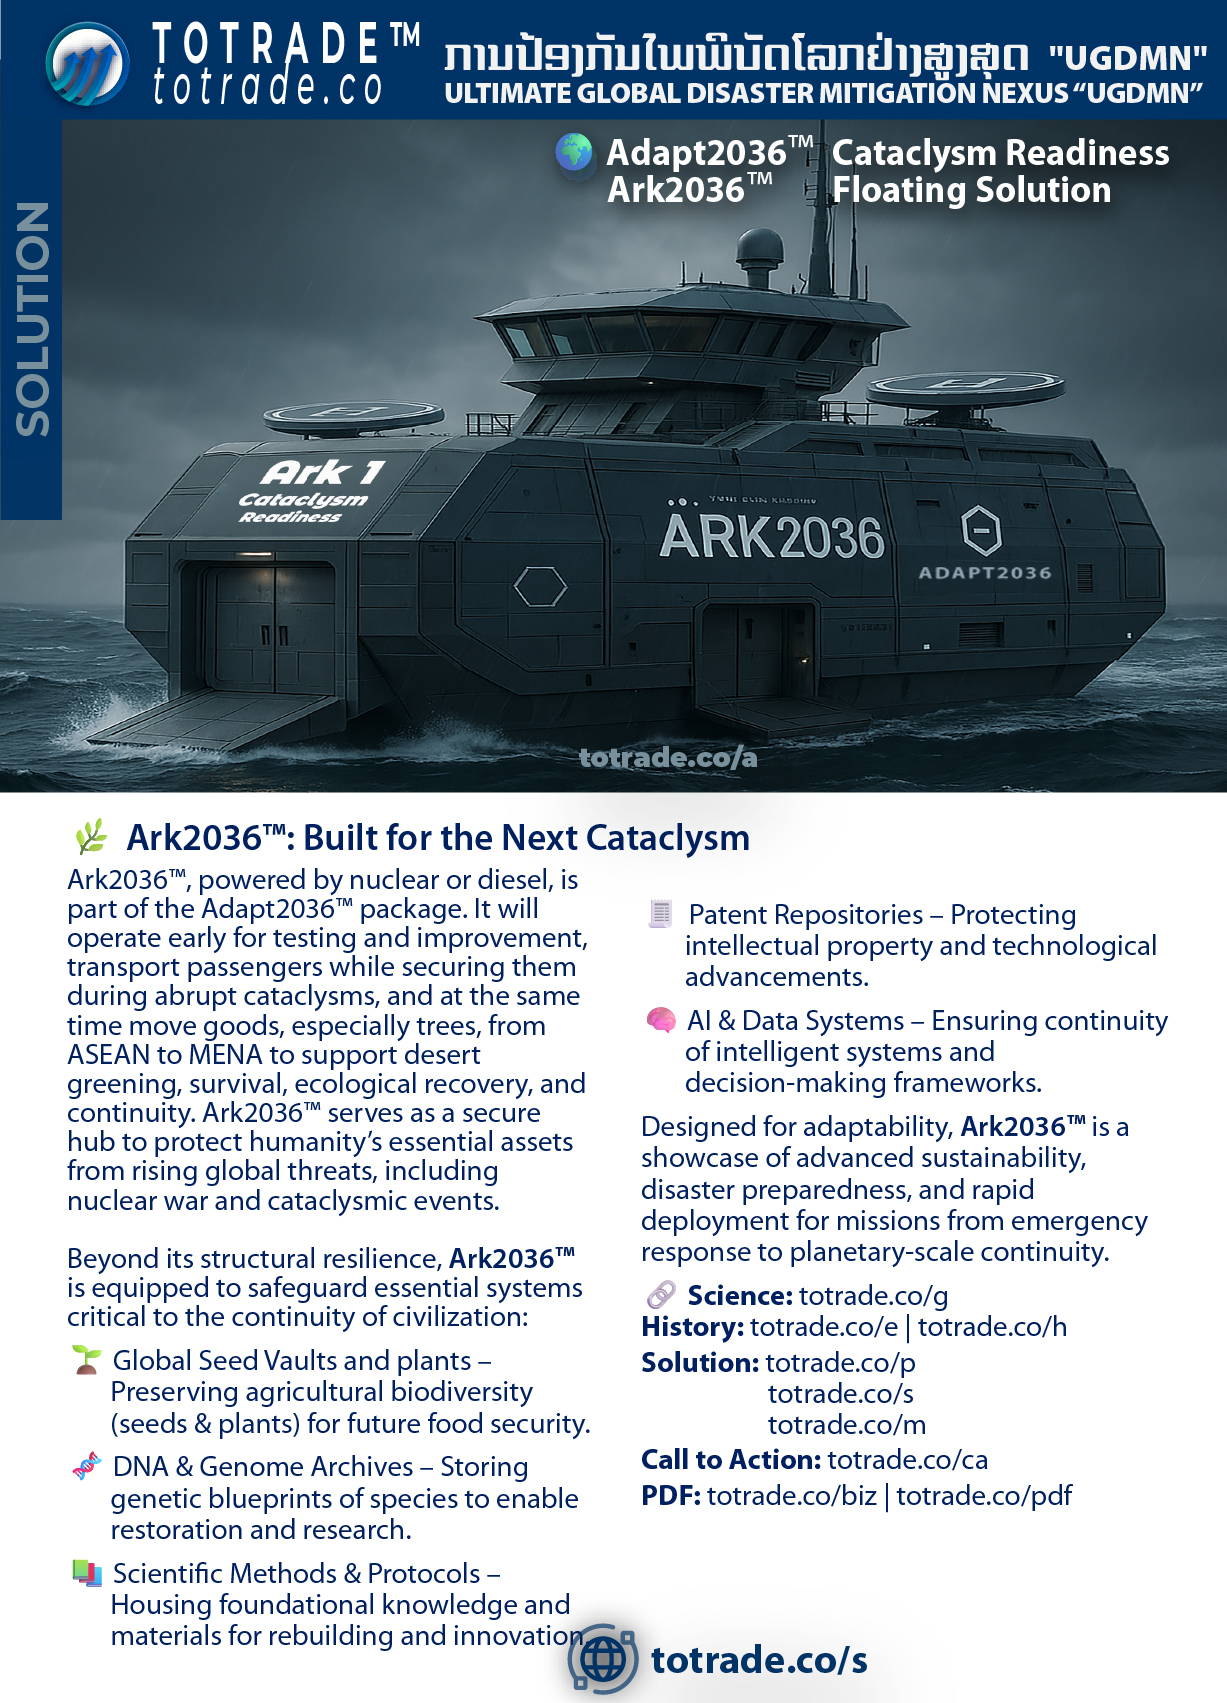 TOTRADE™
totrade.co
ການປ້ອງກັນໄພພິບັດໂລກຢ່າງສູງສຸດ "UGDMN"
ULTIMATE GLOBAL DISASTER MITIGATION NEXUS “UGDMN”
SOLUTION
Adapt2036™ Cataclysm Readiness
Ark2036™ Floating Solution
Ark 1
Cataclysm
Readiness
ÄRK2036
ADAPT2036
totrade.co/a
Ark2036™: Built for the Next Cataclysm
Ark2036™, powered by nuclear or diesel, is
part of the Adapt2036™ package. It will
operate early for testing and improvement,
transport passengers while securing them
during abrupt cataclysms, and at the same
time move goods, especially trees, from
ASEAN to MENA to support desert
greening, survival, ecological recovery, and
continuity. Ark2036™ serves as a secure
hub to protect humanity’s essential assets
from rising global threats, including
nuclear war and cataclysmic events.
Beyond its structural resilience, Ark2036™
is equipped to safeguard essential systems
critical to the continuity of civilization:
Global Seed Vaults and plants –
Preserving agricultural biodiversity
(seeds & plants) for future food security.
DNA & Genome Archives – Storing
genetic blueprints of species to enable
restoration and research.
Scientific Methods & Protocols –
Housing foundational knowledge and
materials for rebuilding and innovation.
Patent Repositories – Protecting
intellectual property and technological
advancements.
AI & Data Systems – Ensuring continuity
of intelligent systems and
decision-making frameworks.
Designed for adaptability, Ark2036™ is a
showcase of advanced sustainability,
disaster preparedness, and rapid
deployment for missions from emergency
response to planetary-scale continuity.
Science: totrade.co/g
History: totrade.co/e | totrade.co/h
Solution: totrade.co/p
totrade.co/s
totrade.co/m
Call to Action: totrade.co/ca
PDF: totrade.co/biz | totrade.co/pdf
totrade.co/s